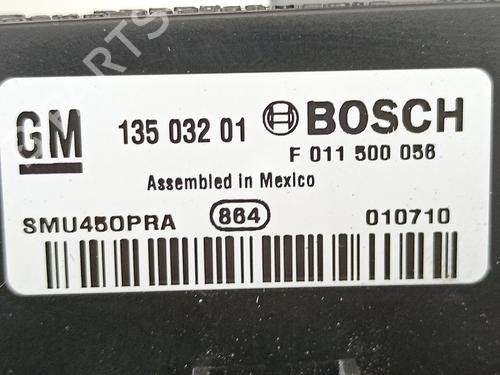 GM
135 032 01
BOSCH
F 011 500 056
Assembled in Mexico
SMU450PRA
864
010710